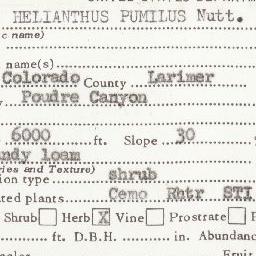 HELIANTHUS PUMILUS Nutt.
c name)
name(s)
Colorado County Larimer
Poudre Canyon
6000 ft. Slope 30
ndy loam
ries and Texture)
ion type shrub
ted plants Cemo Rhtr STI
Shrub Herb X Vine Prostrate
ft. D.B.H. in. Abundanc